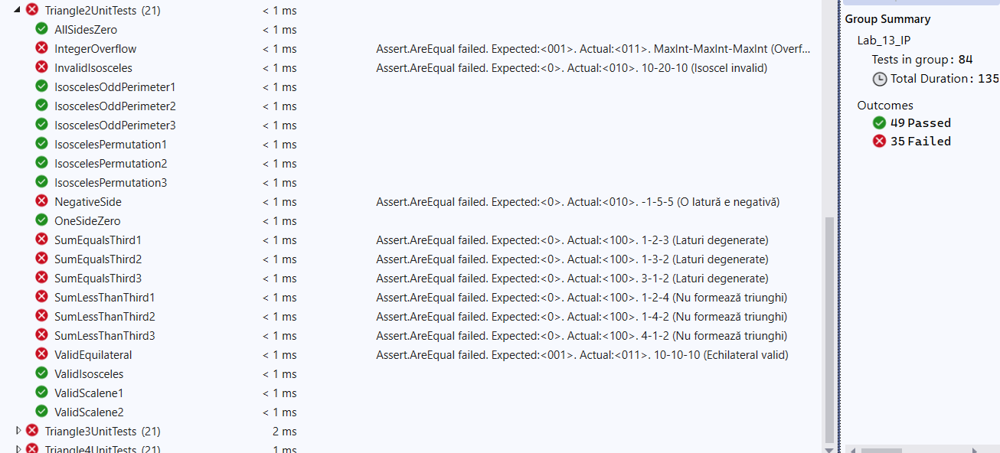 Triangle2UnitTests (21) < 1 ms
AllSidesZero < 1 ms
IntegerOverflow < 1 ms Assert.AreEqual failed. Expected:<001>. Actual:<011>. MaxInt-MaxInt-MaxInt (Overf...
InvalidIsosceles < 1 ms Assert.AreEqual failed. Expected:<0>. Actual:<010>. 10-20-10 (Isoscel invalid)
IsoscelesOddPerimeter1 < 1 ms
IsoscelesOddPerimeter2 < 1 ms
IsoscelesOddPerimeter3 < 1 ms
IsoscelesPermutation1 < 1 ms
IsoscelesPermutation2 < 1 ms
IsoscelesPermutation3 < 1 ms
NegativeSide < 1 ms Assert.AreEqual failed. Expected:<0>. Actual:<010>. -1-5-5 (O latură e negativă)
OneSideZero < 1 ms
SumEqualsThird1 < 1 ms Assert.AreEqual failed. Expected:<0>. Actual:<100>. 1-2-3 (Laturi degenerate)
SumEqualsThird2 < 1 ms Assert.AreEqual failed. Expected:<0>. Actual:<100>. 1-3-2 (Laturi degenerate)
SumEqualsThird3 < 1 ms Assert.AreEqual failed. Expected:<0>. Actual:<100>. 3-1-2 (Laturi degenerate)
SumLessThanThird1 < 1 ms Assert.AreEqual failed. Expected:<0>. Actual:<100>. 1-2-4 (Nu formează triunghi)
SumLessThanThird2 < 1 ms Assert.AreEqual failed. Expected:<0>. Actual:<100>. 1-4-2 (Nu formează triunghi)
SumLessThanThird3 < 1 ms Assert.AreEqual failed. Expected:<0>. Actual:<100>. 4-1-2 (Nu formează triunghi)
ValidEquilateral < 1 ms Assert.AreEqual failed. Expected:<001>. Actual:<011>. 10-10-10 (Echilateral valid)
ValidIsosceles < 1 ms
ValidScalene1 < 1 ms
ValidScalene2 < 1 ms
Triangle3UnitTests (21) 2 ms
Triangle4UnitTests (21) 1 ms
Group Summary
Lab_13_IP
Tests in group: 84
Total Duration: 135
Outcomes
49 Passed
35 Failed